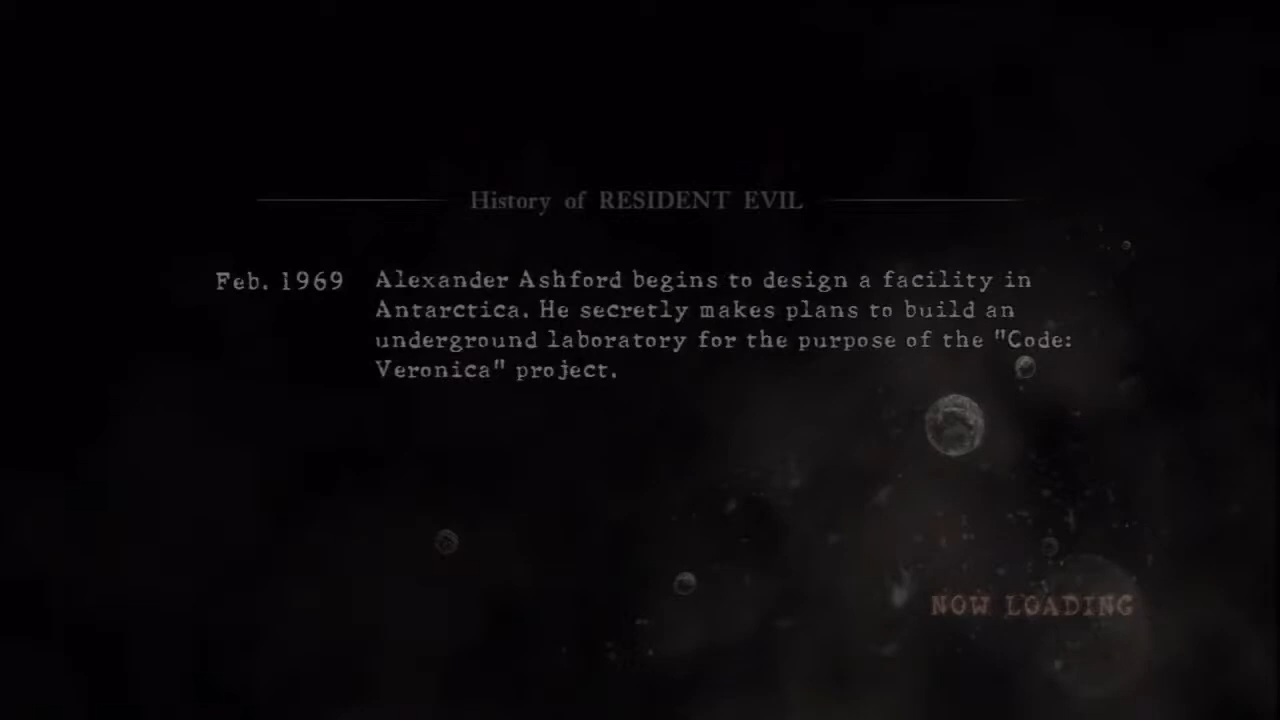 History of RESIDENT EVIL
Feb. 1969 Alexander Ashford begins to design a facility in
Antarctica. He secretly makes plans to build an
underground laboratory for the purpose of the "Code:
Veronica" project.
NOW LOADING